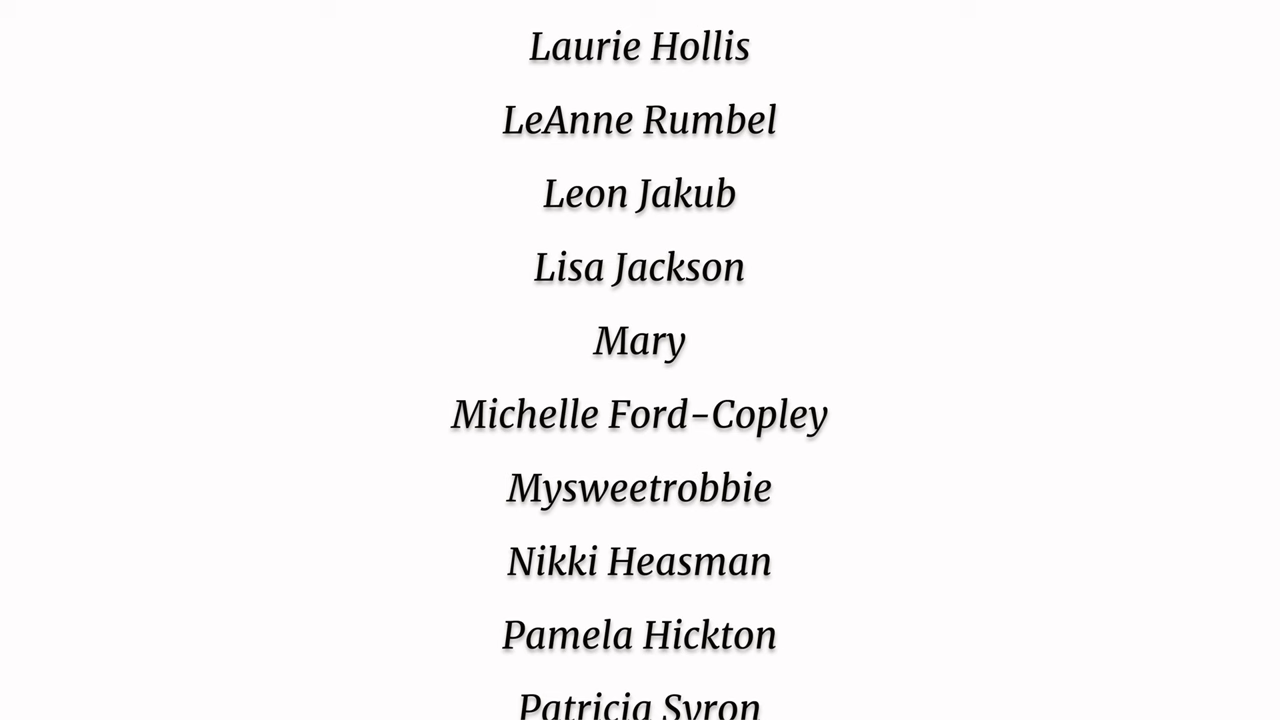 Laurie Hollis
LeAnne Rumbel
Leon Jakub
Lisa Jackson
Mary
Michelle Ford-Copley
Mysweetrobbie
Nikki Heasman
Pamela Hickton
Patricia Syron